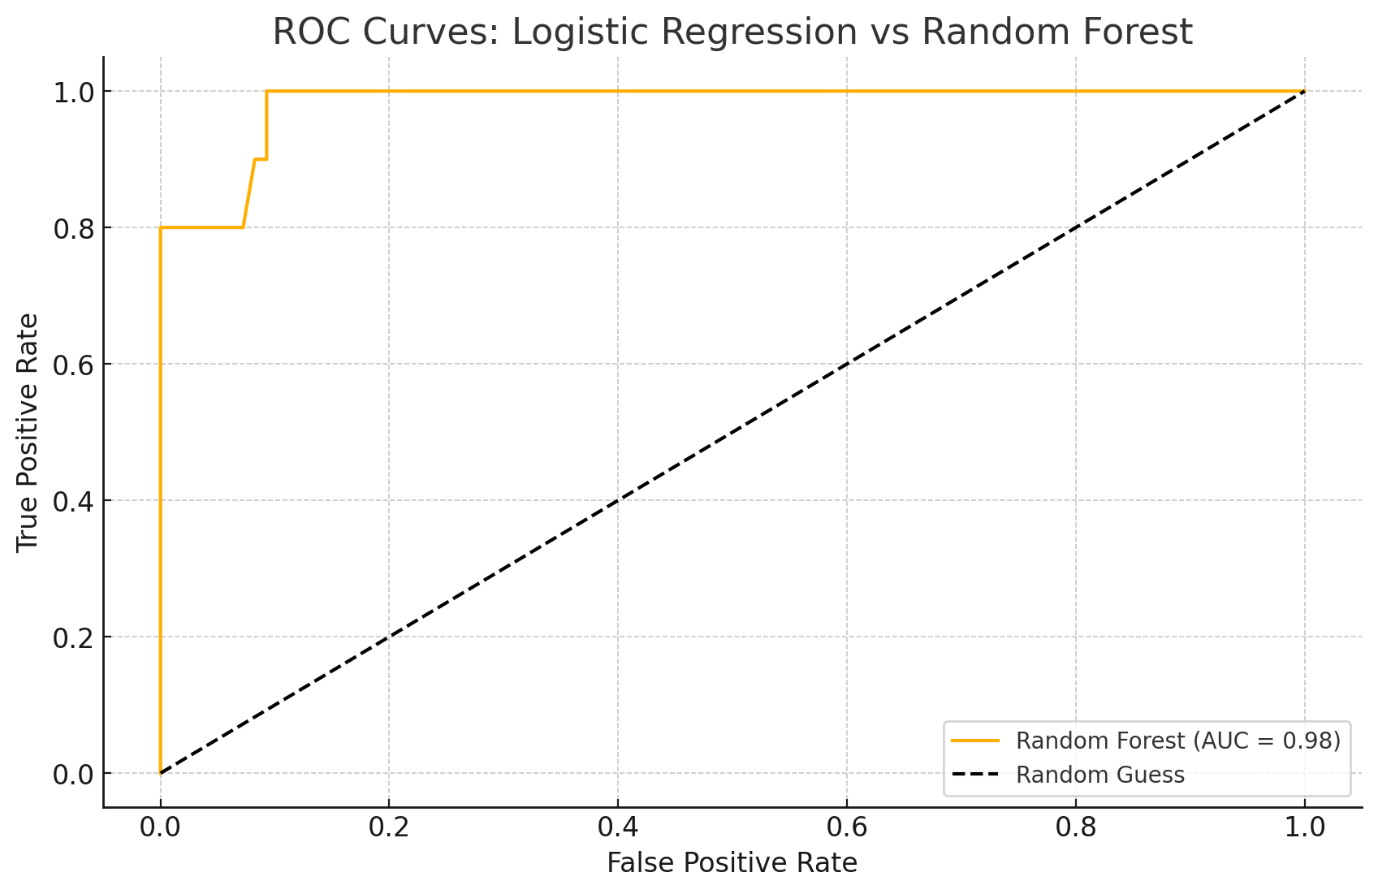 ROC Curves: Logistic Regression vs Random Forest
True Positive Rate
1.0
0.8
0.6
0.4
0.2
0.0
Random Forest (AUC = 0.98)
Random Guess
0.0 0.2 0.4 0.6 0.8 1.0
False Positive Rate